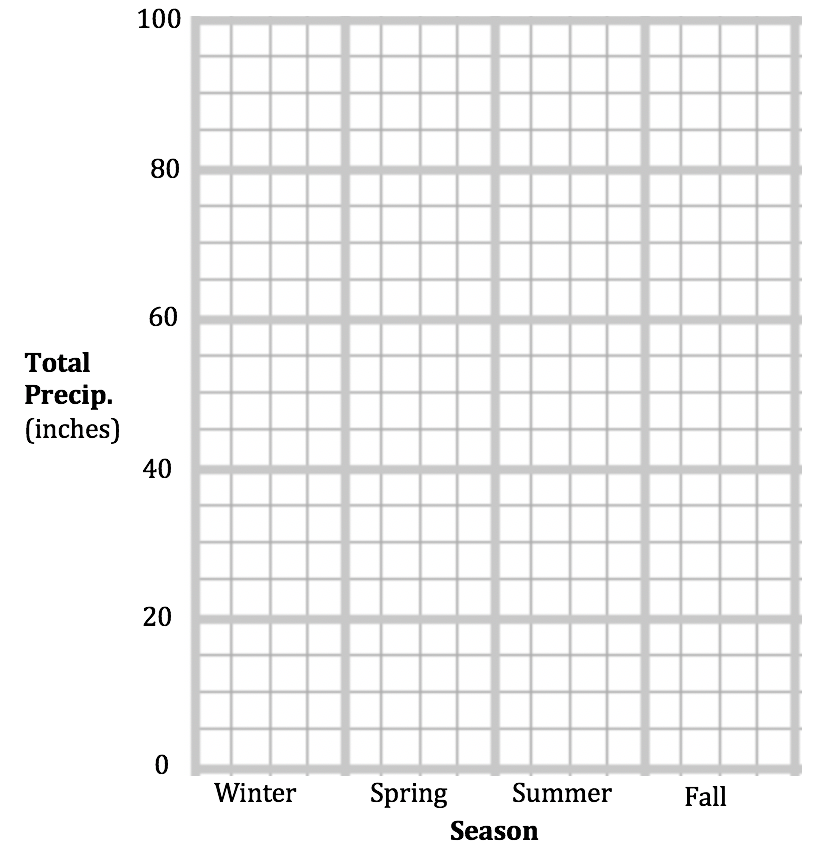 100
80
60
Total
Precip.
(inches)
40
20
0
Winter Spring Summer Fall
Season